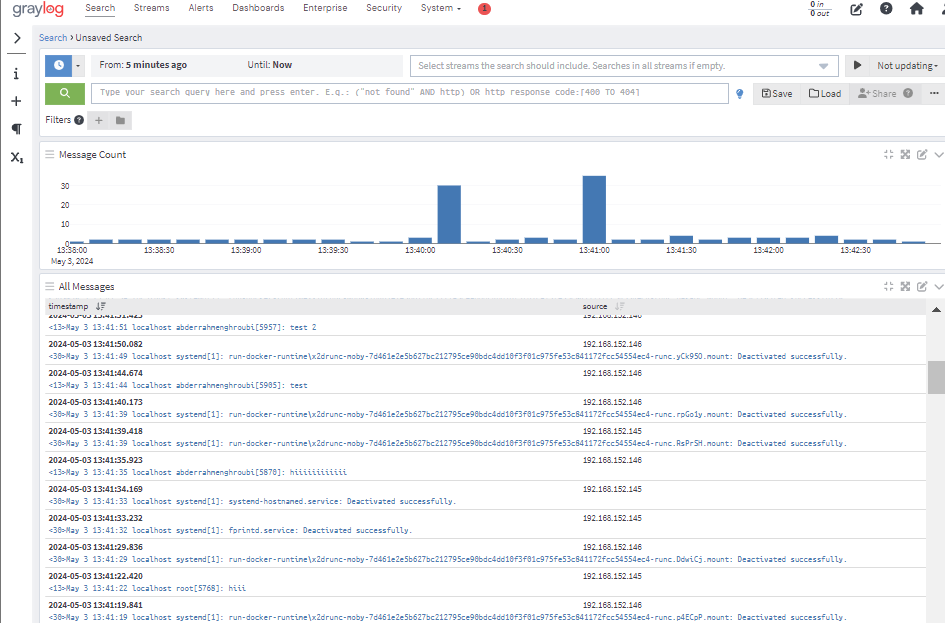 graylog Search Streams Alerts Dashboards Enterprise Security System 1 0 in
0 out
Search › Unsaved Search
From: 5 minutes ago Until: Now Select streams the search should include. Searches in all streams if empty. Not updating
Type your search query here and press enter. E.g.: ("not found" AND http) OR http_response_code:[400 TO 404] Save Load Share ...
Filters
Message Count
30
20
10
0
13:38:00 13:38:30 13:39:00 13:39:30 13:40:00 13:40:30 13:41:00 13:41:30 13:42:00 13:42:30
May 3, 2024
All Messages
timestamp source
2024-05-03 13:41:51.423 192.168.152.146
<13>May 3 13:41:51 localhost abderrahmenghroubi[5957]: test 2
2024-05-03 13:41:50.082 192.168.152.146
<30>May 3 13:41:49 localhost systemd[1]: run-docker-runtime\x2drunc-moby-7d461e2e5b627bc212795ce90bdc4dd10f3f01c975fe53c841172fcc54554ec4-runc.yCk95O.mount: Deactivated successfully.
2024-05-03 13:41:44.674 192.168.152.146
<13>May 3 13:41:44 localhost abderrahmenghroubi[5905]: test
2024-05-03 13:41:40.173 192.168.152.146
<30>May 3 13:41:39 localhost systemd[1]: run-docker-runtime\x2drunc-moby-7d461e2e5b627bc212795ce90bdc4dd10f3f01c975fe53c841172fcc54554ec4-runc.rpGo1y.mount: Deactivated successfully.
2024-05-03 13:41:39.418 192.168.152.146
<30>May 3 13:41:39 localhost systemd[1]: run-docker-runtime\x2drunc-moby-7d461e2e5b627bc212795ce90bdc4dd10f3f01c975fe53c841172fcc54554ec4-runc.RsPrSH.mount: Deactivated successfully.
2024-05-03 13:41:35.923 192.168.152.146
<13>May 3 13:41:35 localhost abderrahmenghroubi[5870]: hiiiiiiiiiiii
2024-05-03 13:41:34.169 192.168.152.145
<30>May 3 13:41:33 localhost systemd[1]: systemd-hostnamed.service: Deactivated successfully.
2024-05-03 13:41:33.232 192.168.152.145
<30>May 3 13:41:32 localhost systemd[1]: fprintd.service: Deactivated successfully.
2024-05-03 13:41:29.836 192.168.152.146
<30>May 3 13:41:29 localhost systemd[1]: run-docker-runtime\x2drunc-moby-7d461e2e5b627bc212795ce90bdc4dd10f3f01c975fe53c841172fcc54554ec4-runc.DdwiCj.mount: Deactivated successfully.
2024-05-03 13:41:22.420 192.168.152.145
<13>May 3 13:41:22 localhost root[5768]: hiii
2024-05-03 13:41:19.841 192.168.152.146
<30>May 3 13:41:19 localhost systemd[1]: run-docker-runtime\x2drunc-moby-7d461e2e5b627bc212795ce90bdc4dd10f3f01c975fe53c841172fcc54554ec4-runc.p4ECpP.mount: Deactivated successfully.